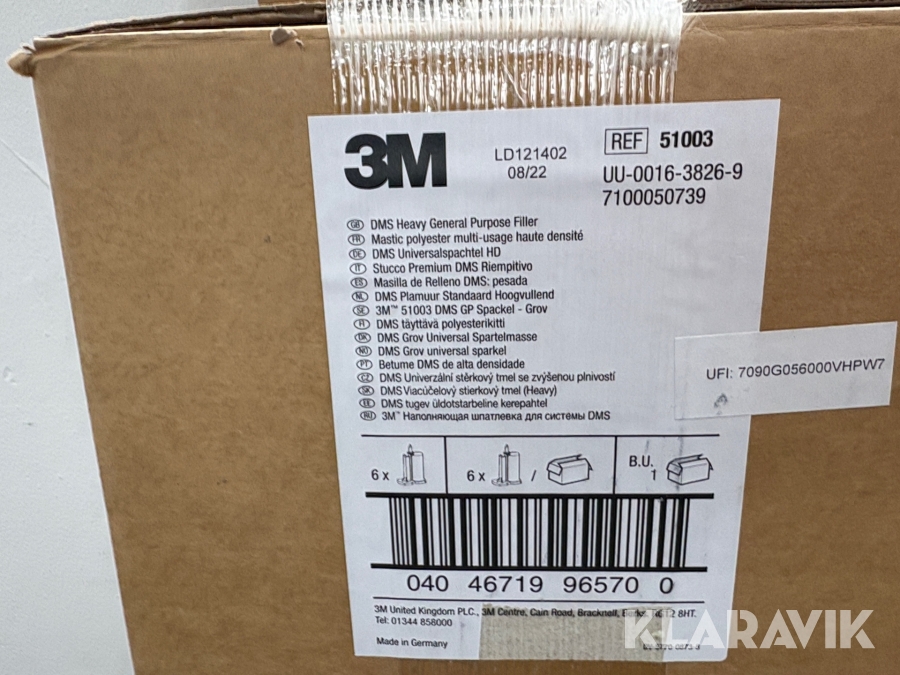 3M
LD121402
08/22
REF 51003
UU-0016-3826-9
7100050739
GB DMS Heavy General Purpose Filler
FR Mastic polyester multi-usage haute densité
DE DMS Universalspachtel HD
IT Stucco Premium DMS Riempitivo
ES Masilla de Relleno DMS: pesada
NL DMS Plamuur Standaard Hoogvullend
SE 3M™ 51003 DMS GP Spackel - Grov
FI DMS täyttävä polyesterikitti
DK DMS Grov Universal Spartelmasse
NO DMS Grov universal sparkel
PT Betume DMS de alta densidade
CZ DMS Univerzální stěrkový tmel se zvýšenou plnivostí
SK DMS Viacúčelový stierkový tmel (Heavy)
EE DMS tugev üldotstarbeline kerepahtel
RU 3M™ Наполняющая шпатлевка для системы DMS
UFI: 7090G056000VHPW7
6 x
6 x /
B.U.
1
040 46719 96570 0
3M United Kingdom PLC., 3M Centre, Cain Road, Bracknell, 8HT.
Tel: 01344 858000
Made in Germany
KLARAVIK